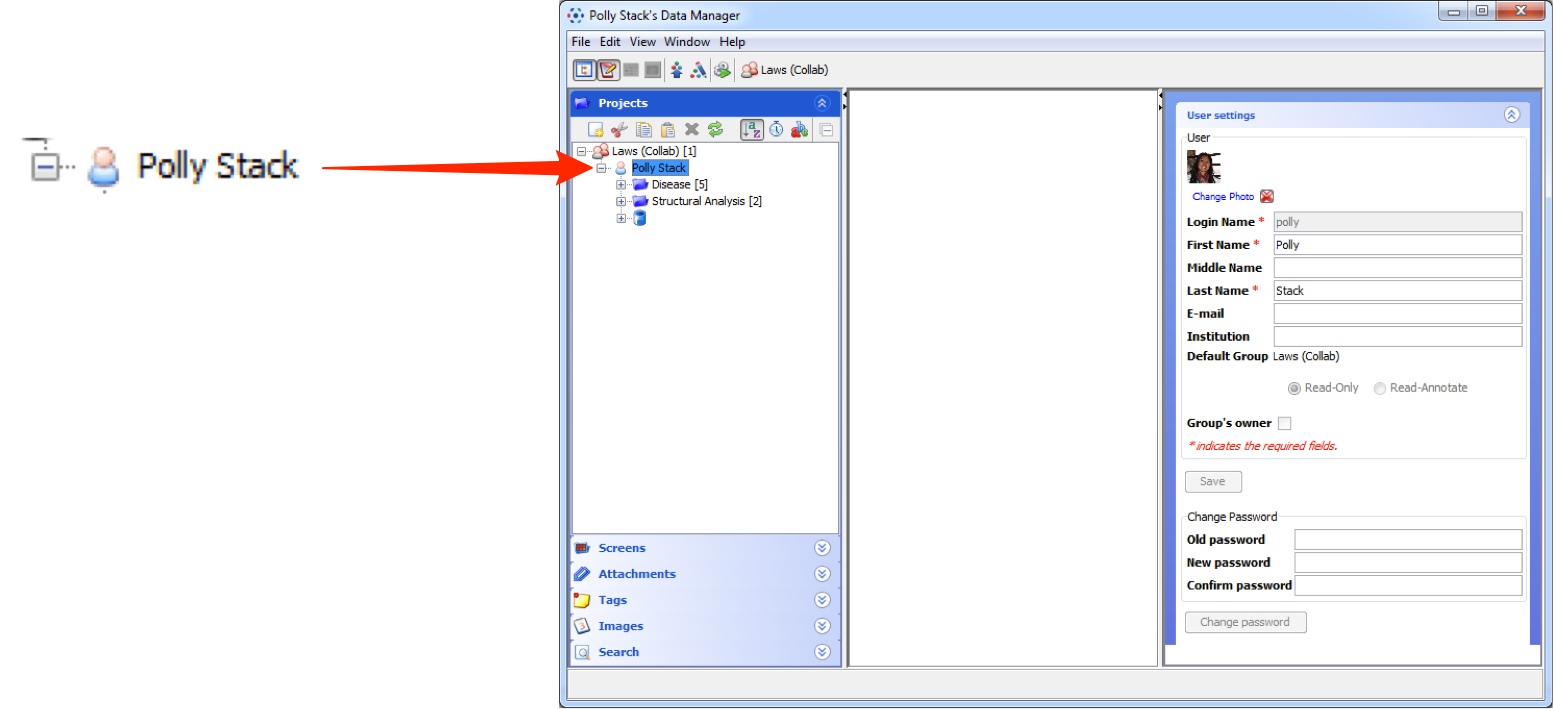 Polly Stack
Polly Stack's Data Manager
File Edit View Window Help
Laws (Collab)
Projects
Laws (Collab) [1]
Polly Stack
Disease [5]
Structural Analysis [2]
Screens
Attachments
Tags
Images
Search
User settings
User
Change Photo
Login Name * polly
First Name * Polly
Middle Name
Last Name * Stack
E-mail
Institution
Default Group Laws (Collab)
Read-Only Read-Annotate
Group's owner
* indicates the required fields.
Save
Change Password
Old password
New password
Confirm password
Change password